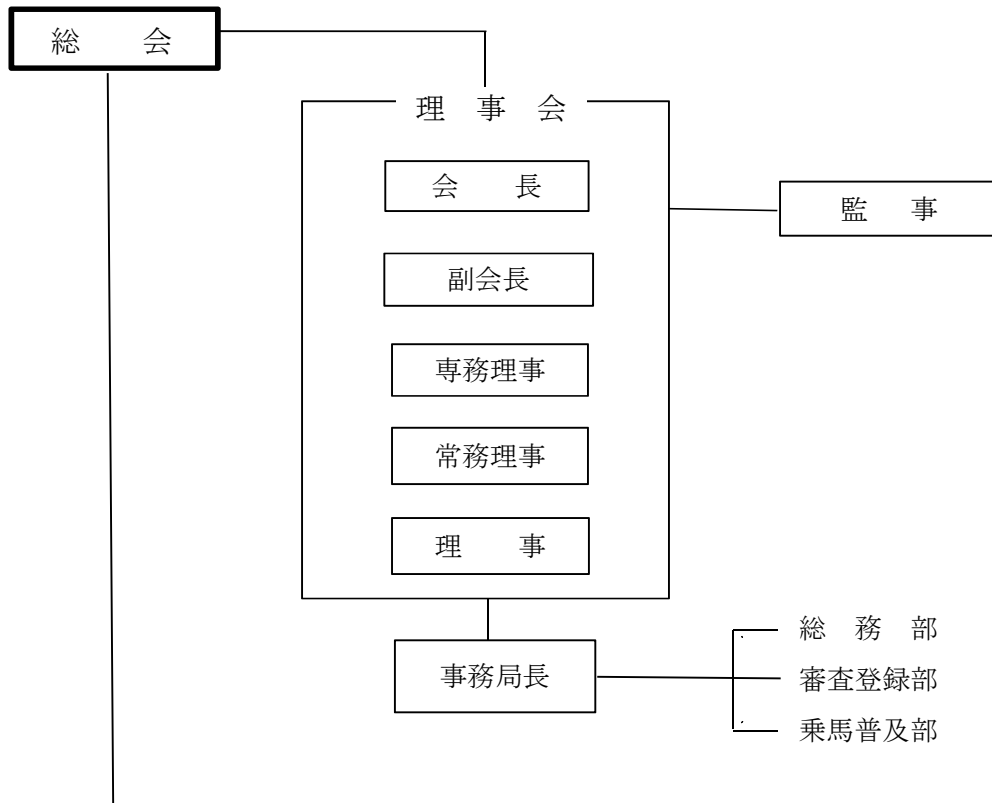 総　　会
理　事　会
会　　長
監　　事
副会長
専務理事
常務理事
理　　事
事務局長
総　務　部
審査登録部
乗馬普及部